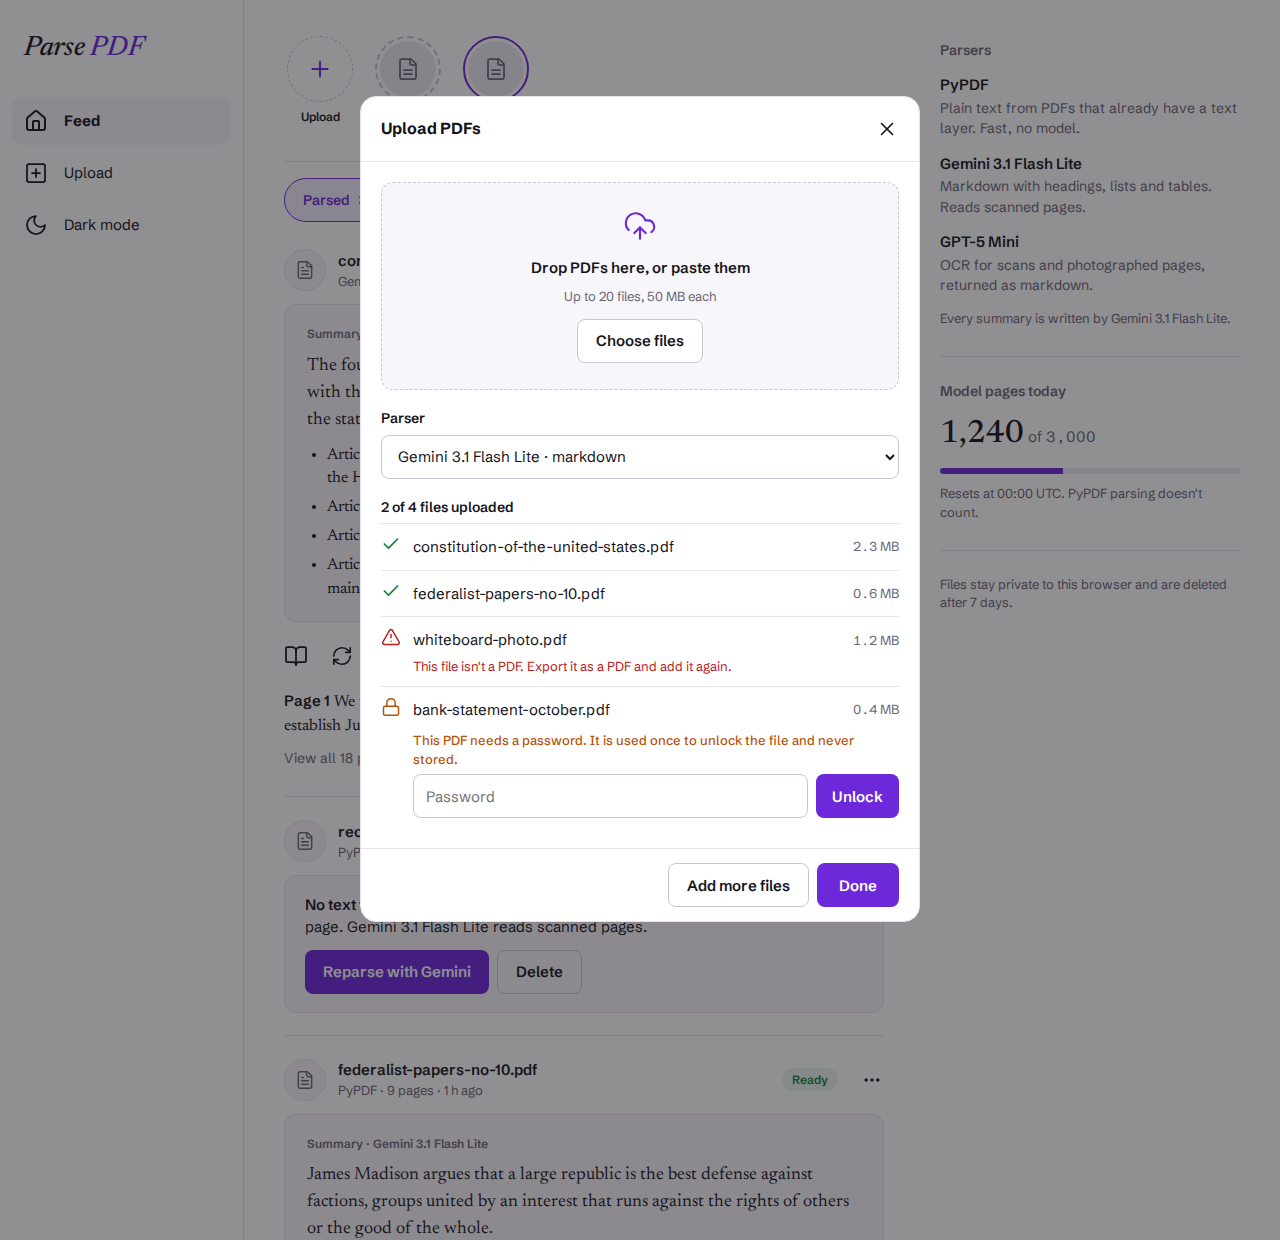 Parse PDF
Feed
Upload
Dark mode
Upload
Parsed
Summary
The
with
the
the
Page 1 We
establish
View all 18
No text
page. Gemini 3.1 Flash Lite reads scanned pages.
Reparse with Gemini
Delete
federalist-papers-no-10.pdf
PyPDF · 9 pages · 1 h ago
Ready
Summary · Gemini 3.1 Flash Lite
James Madison argues that a large republic is the best defense against
factions, groups united by an interest that runs against the rights of others
or the good of the whole.
Upload PDFs
Drop PDFs here, or paste them
Up to 20 files, 50 MB each
Choose files
Parser
Gemini 3.1 Flash Lite · markdown
2 of 4 files uploaded
constitution-of-the-united-states.pdf
2.3 MB
federalist-papers-no-10.pdf
0.6 MB
whiteboard-photo.pdf
1.2 MB
This file isn't a PDF. Export it as a PDF and add it again.
bank-statement-october.pdf
0.4 MB
This PDF needs a password. It is used once to unlock the file and never
stored.
Password
Unlock
Add more files
Done
Parsers
PyPDF
Plain text from PDFs that already have a text
layer. Fast, no model.
Gemini 3.1 Flash Lite
Markdown with headings, lists and tables.
Reads scanned pages.
GPT-5 Mini
OCR for scans and photographed pages,
returned as markdown.
Every summary is written by Gemini 3.1 Flash Lite.
Model pages today
1,240 of 3,000
Resets at 00:00 UTC. PyPDF parsing doesn't
count.
Files stay private to this browser and are deleted
after 7 days.